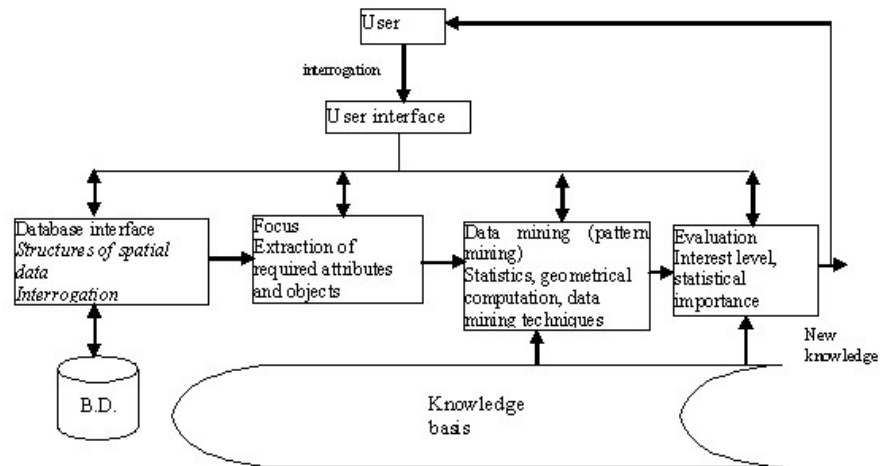 User
interrogation
User interface
Database interface
Structures of spatial
data
Interrogation
Focus
Extraction of
required attributes
and objects
Data mining (pattern
mining)
Statistics, geometrical
computation, data
mining techniques
Evaluation
Interest level,
statistical
importance
New
knowledge
B.D.
Knowledge
basis